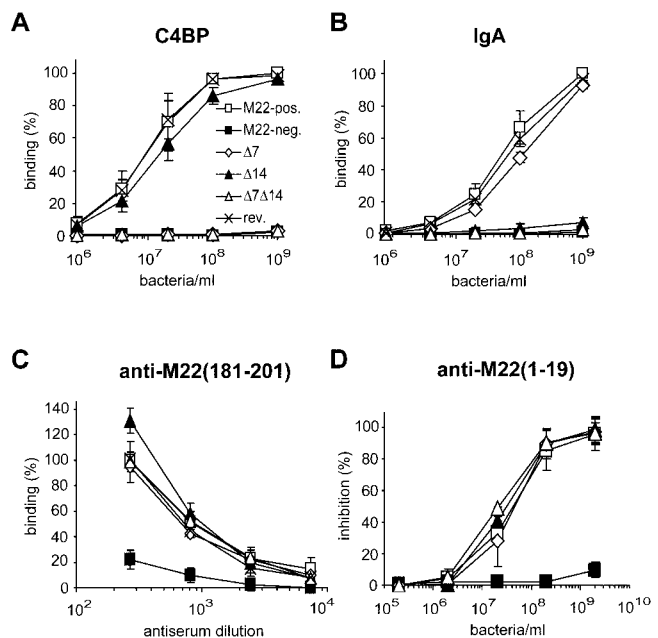 A
C4BP
binding (%)
100
80
60
40
20
0
10^6
10^7
10^8
10^9
bacteria/ml
M22-pos.
M22-neg.
Δ7
Δ14
Δ7Δ14
rev.
B
IgA
binding (%)
100
80
60
40
20
0
10^6
10^7
10^8
10^9
bacteria/ml
C
anti-M22(181-201)
binding (%)
140
120
100
80
60
40
20
0
10^2
10^3
10^4
antiserum dilution
D
anti-M22(1-19)
inhibition (%)
100
80
60
40
20
0
10^5
10^6
10^7
10^8
10^9
10^10
bacteria/ml